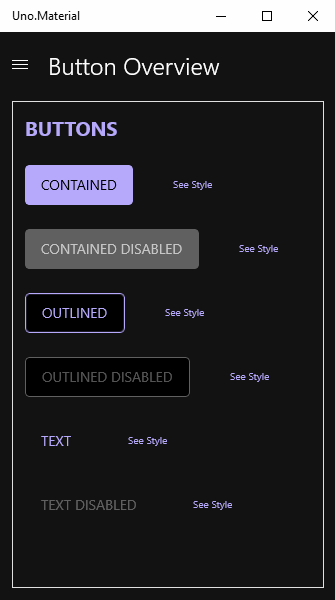 Uno.Material
Button Overview
BUTTONS
CONTAINED See Style
CONTAINED DISABLED See Style
OUTLINED See Style
OUTLINED DISABLED See Style
TEXT See Style
TEXT DISABLED See Style